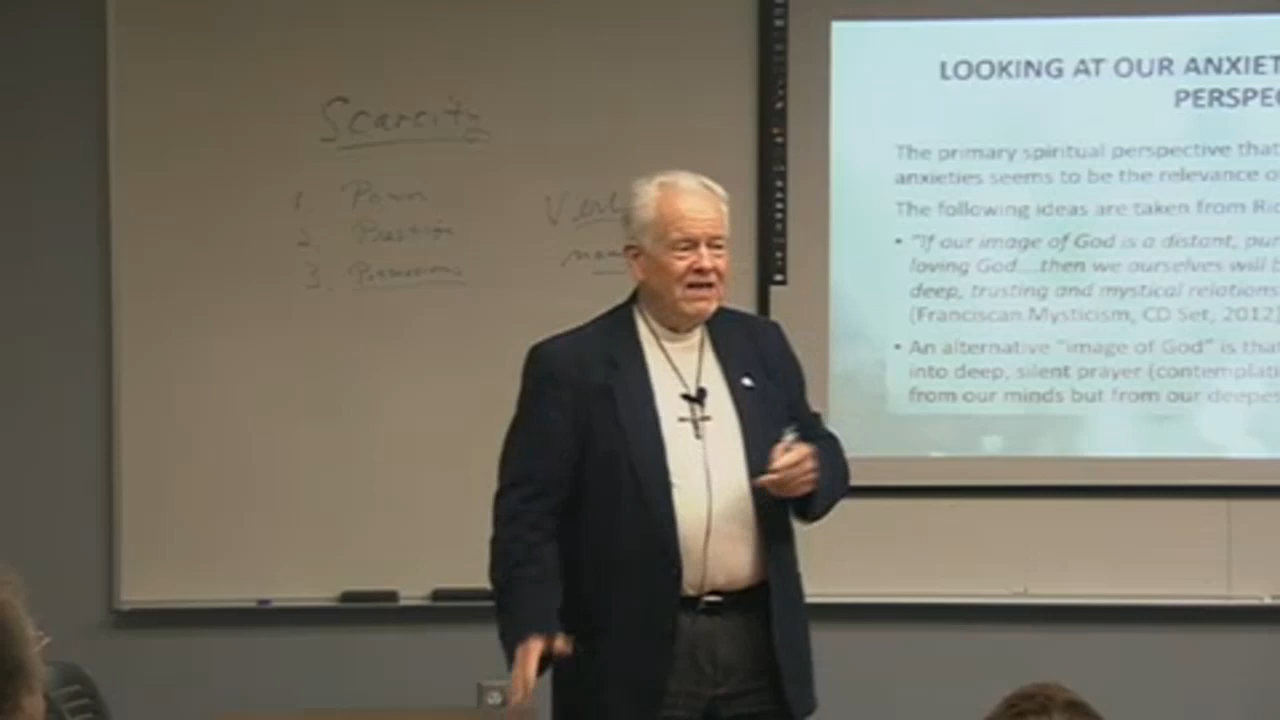 Scarcity
1 Power
2. Prestige
3. Possessions
LOOKING AT OUR ANXIET
PERSPEC
The primary spiritual perspective that
anxieties seems to be the relevance o
The following ideas are taken from Ric
• "If our image of God is a distant, pun
loving God....then we ourselves will b
deep, trusting and mystical relations
(Franciscan Mysticism, CD Set, 2012)
• An alternative "image of God" is that
into deep, silent prayer (contemplati
from our minds but from our deepes